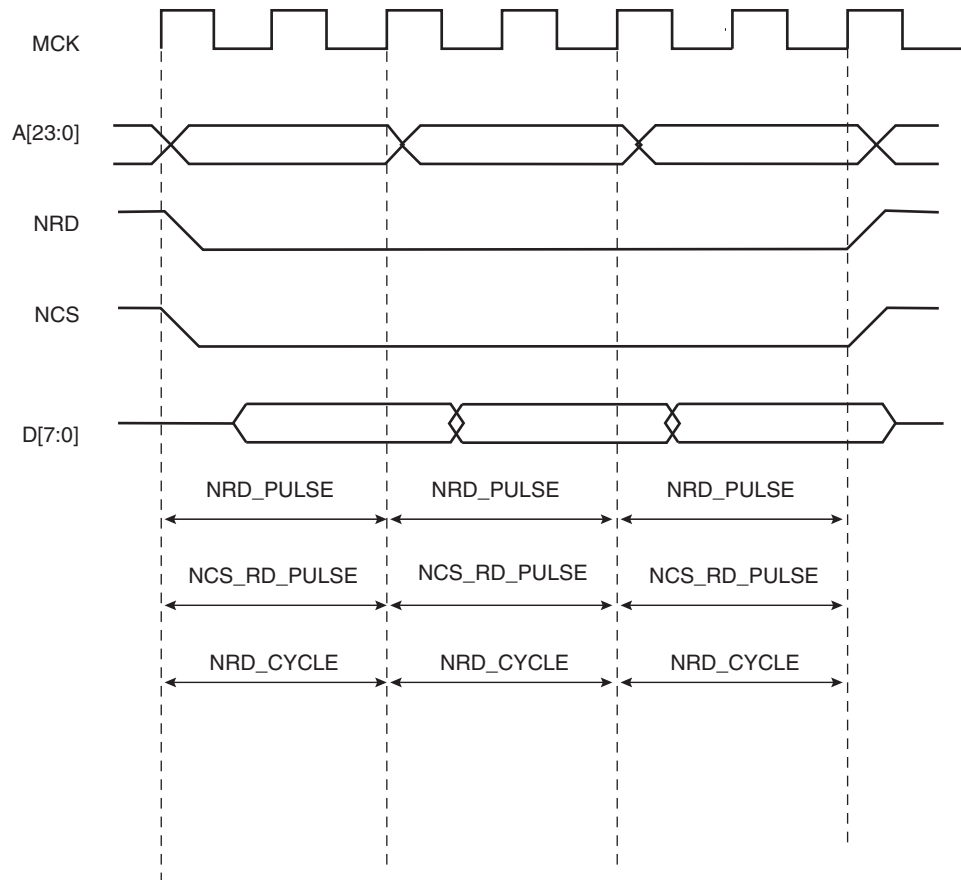 MCK
A[23:0]
NRD
NCS
D[7:0]
NRD_PULSE NRD_PULSE NRD_PULSE
NCS_RD_PULSE NCS_RD_PULSE NCS_RD_PULSE
NRD_CYCLE NRD_CYCLE NRD_CYCLE